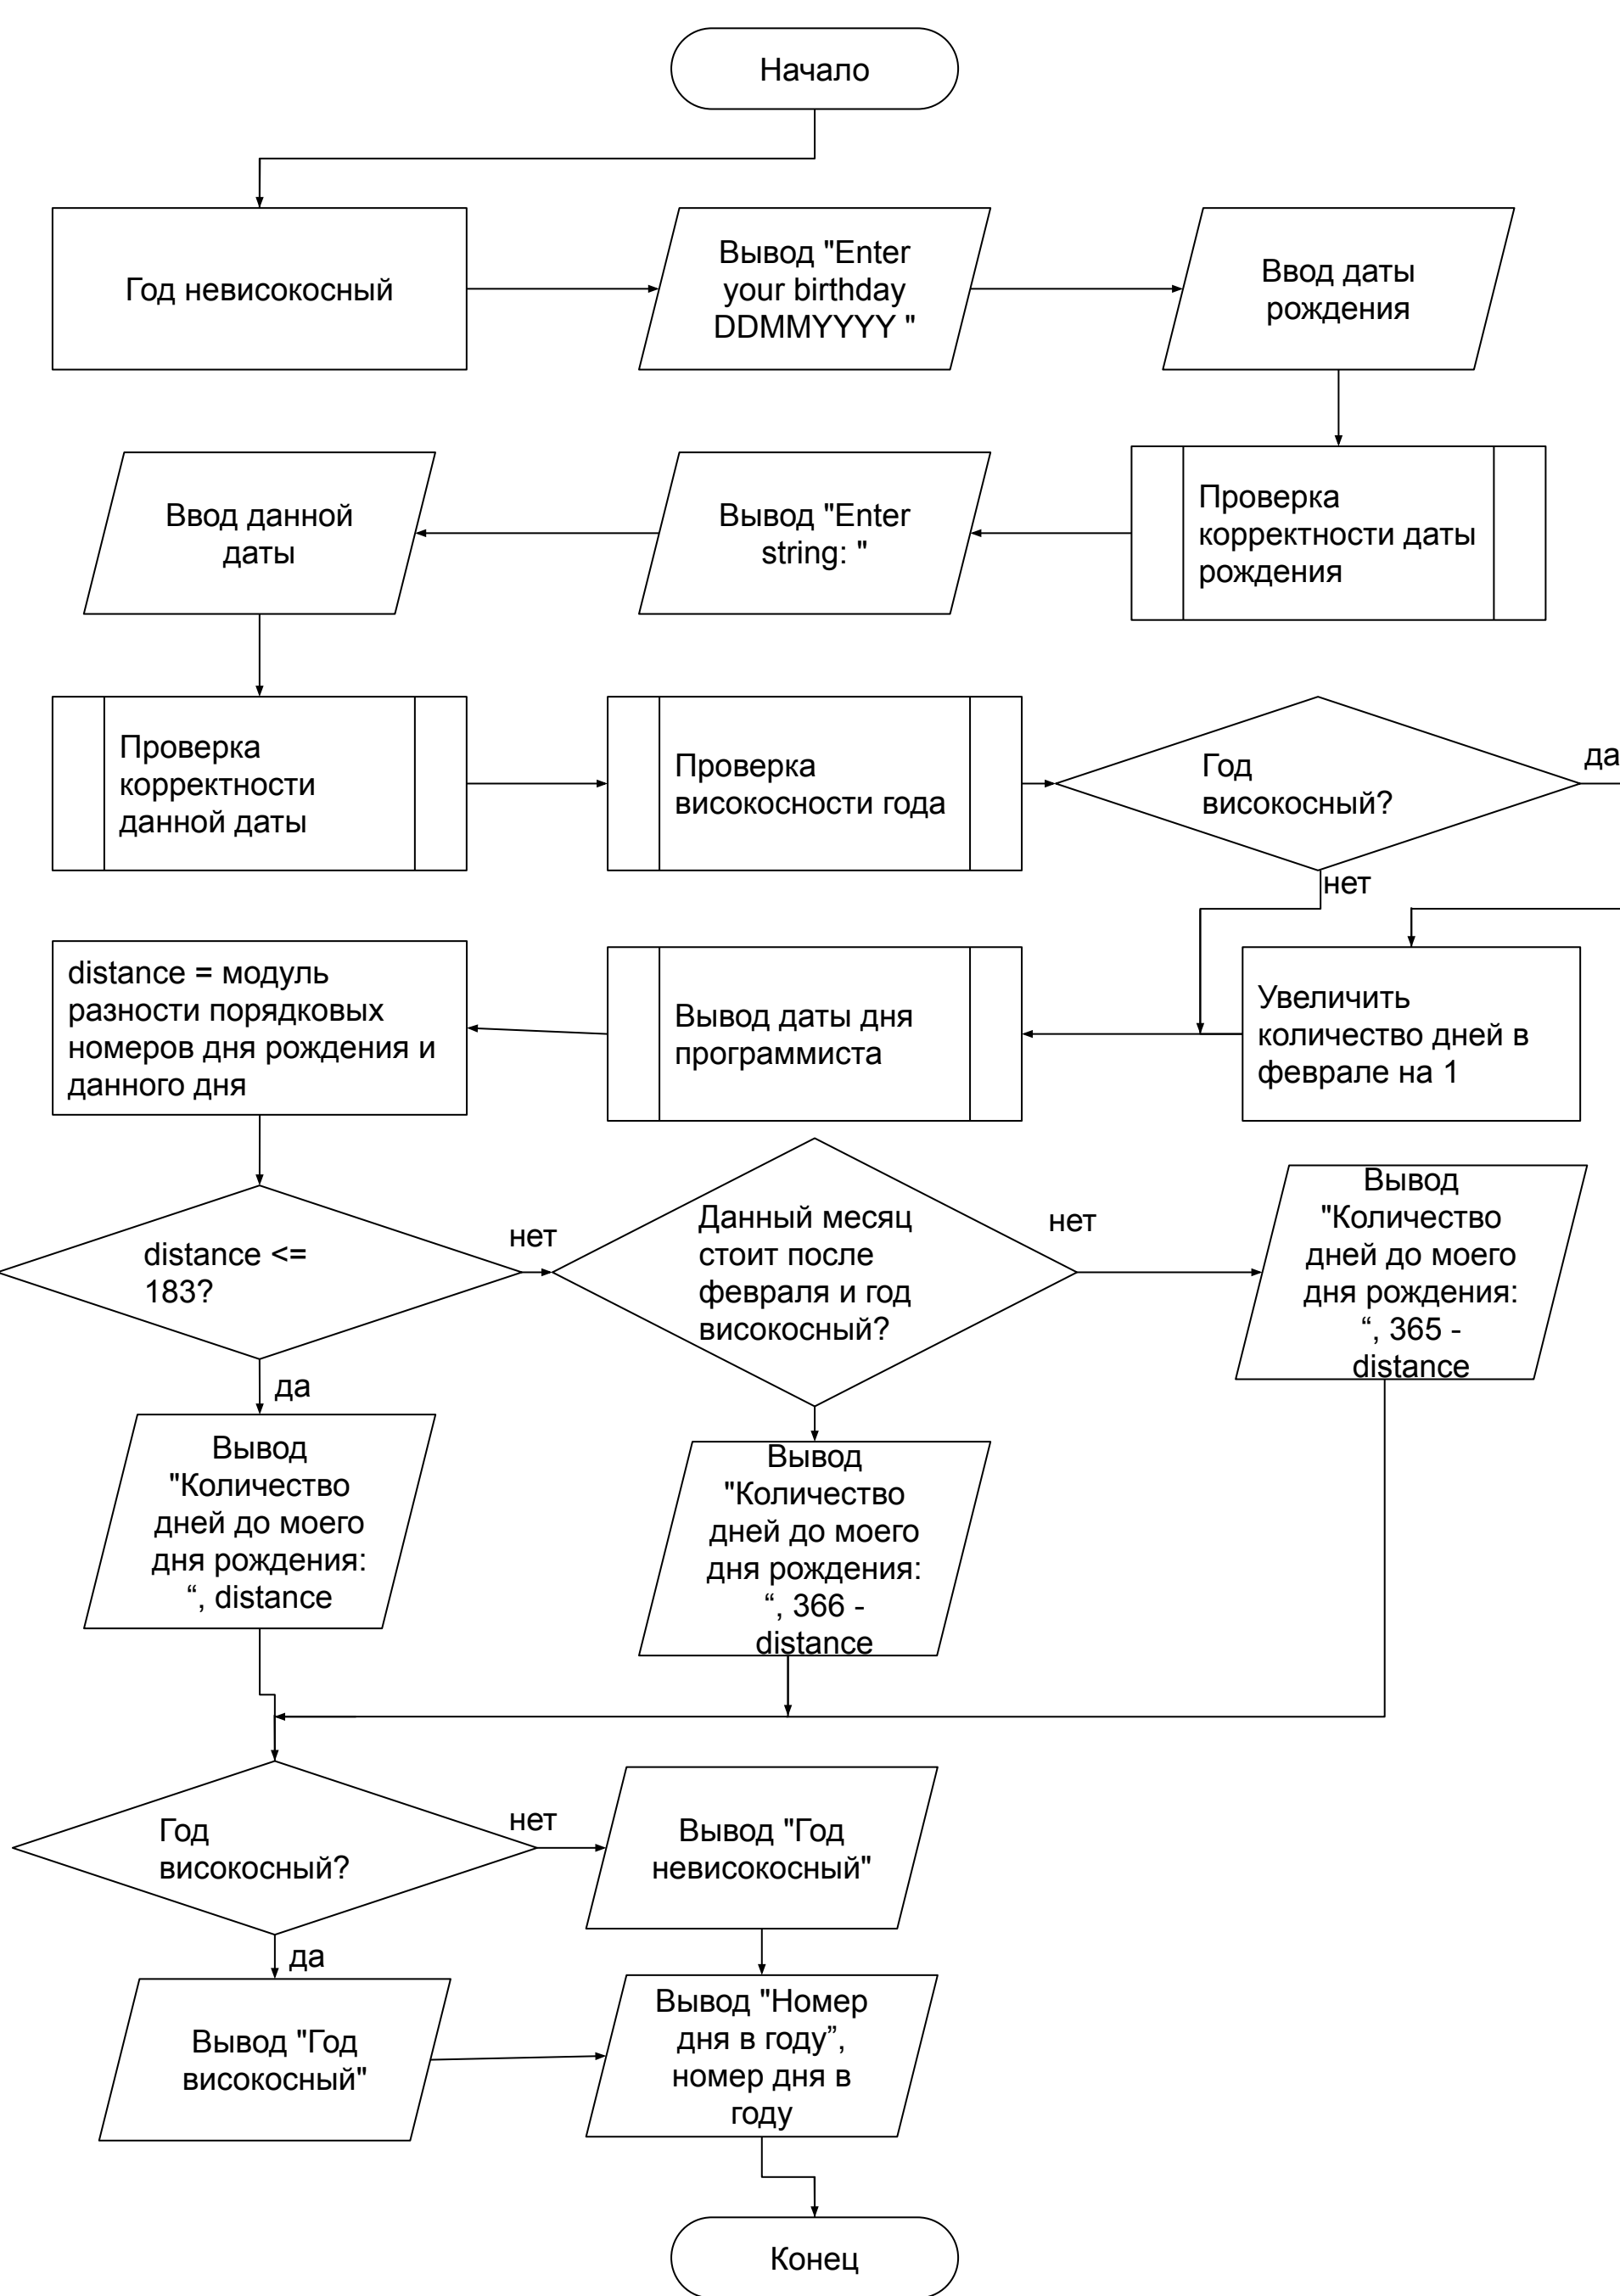 Начало
Год невисокосный
Вывод "Enter
your birthday
DDMMYYYY "
Ввод даты
рождения
Ввод данной
даты
Вывод "Enter
string: "
Проверка
корректности даты
рождения
Проверка
корректности
данной даты
Проверка
високосности года
Год
високосный?
да
нет
distance = модуль
разности порядковых
номеров дня рождения и
данного дня
Вывод даты дня
программиста
Увеличить
количество дней в
феврале на 1
distance <=
183?
нет
Данный месяц
стоит после
февраля и год
високосный?
нет
Вывод
"Количество
дней до моего
дня рождения:
“, 365 -
distance
да
Вывод
"Количество
дней до моего
дня рождения:
“, distance
Вывод
"Количество
дней до моего
дня рождения:
“, 366 -
distance
Год
високосный?
нет
Вывод "Год
невисокосный"
да
Вывод "Год
високосный"
Вывод "Номер
дня в году”,
номер дня в
году
Конец